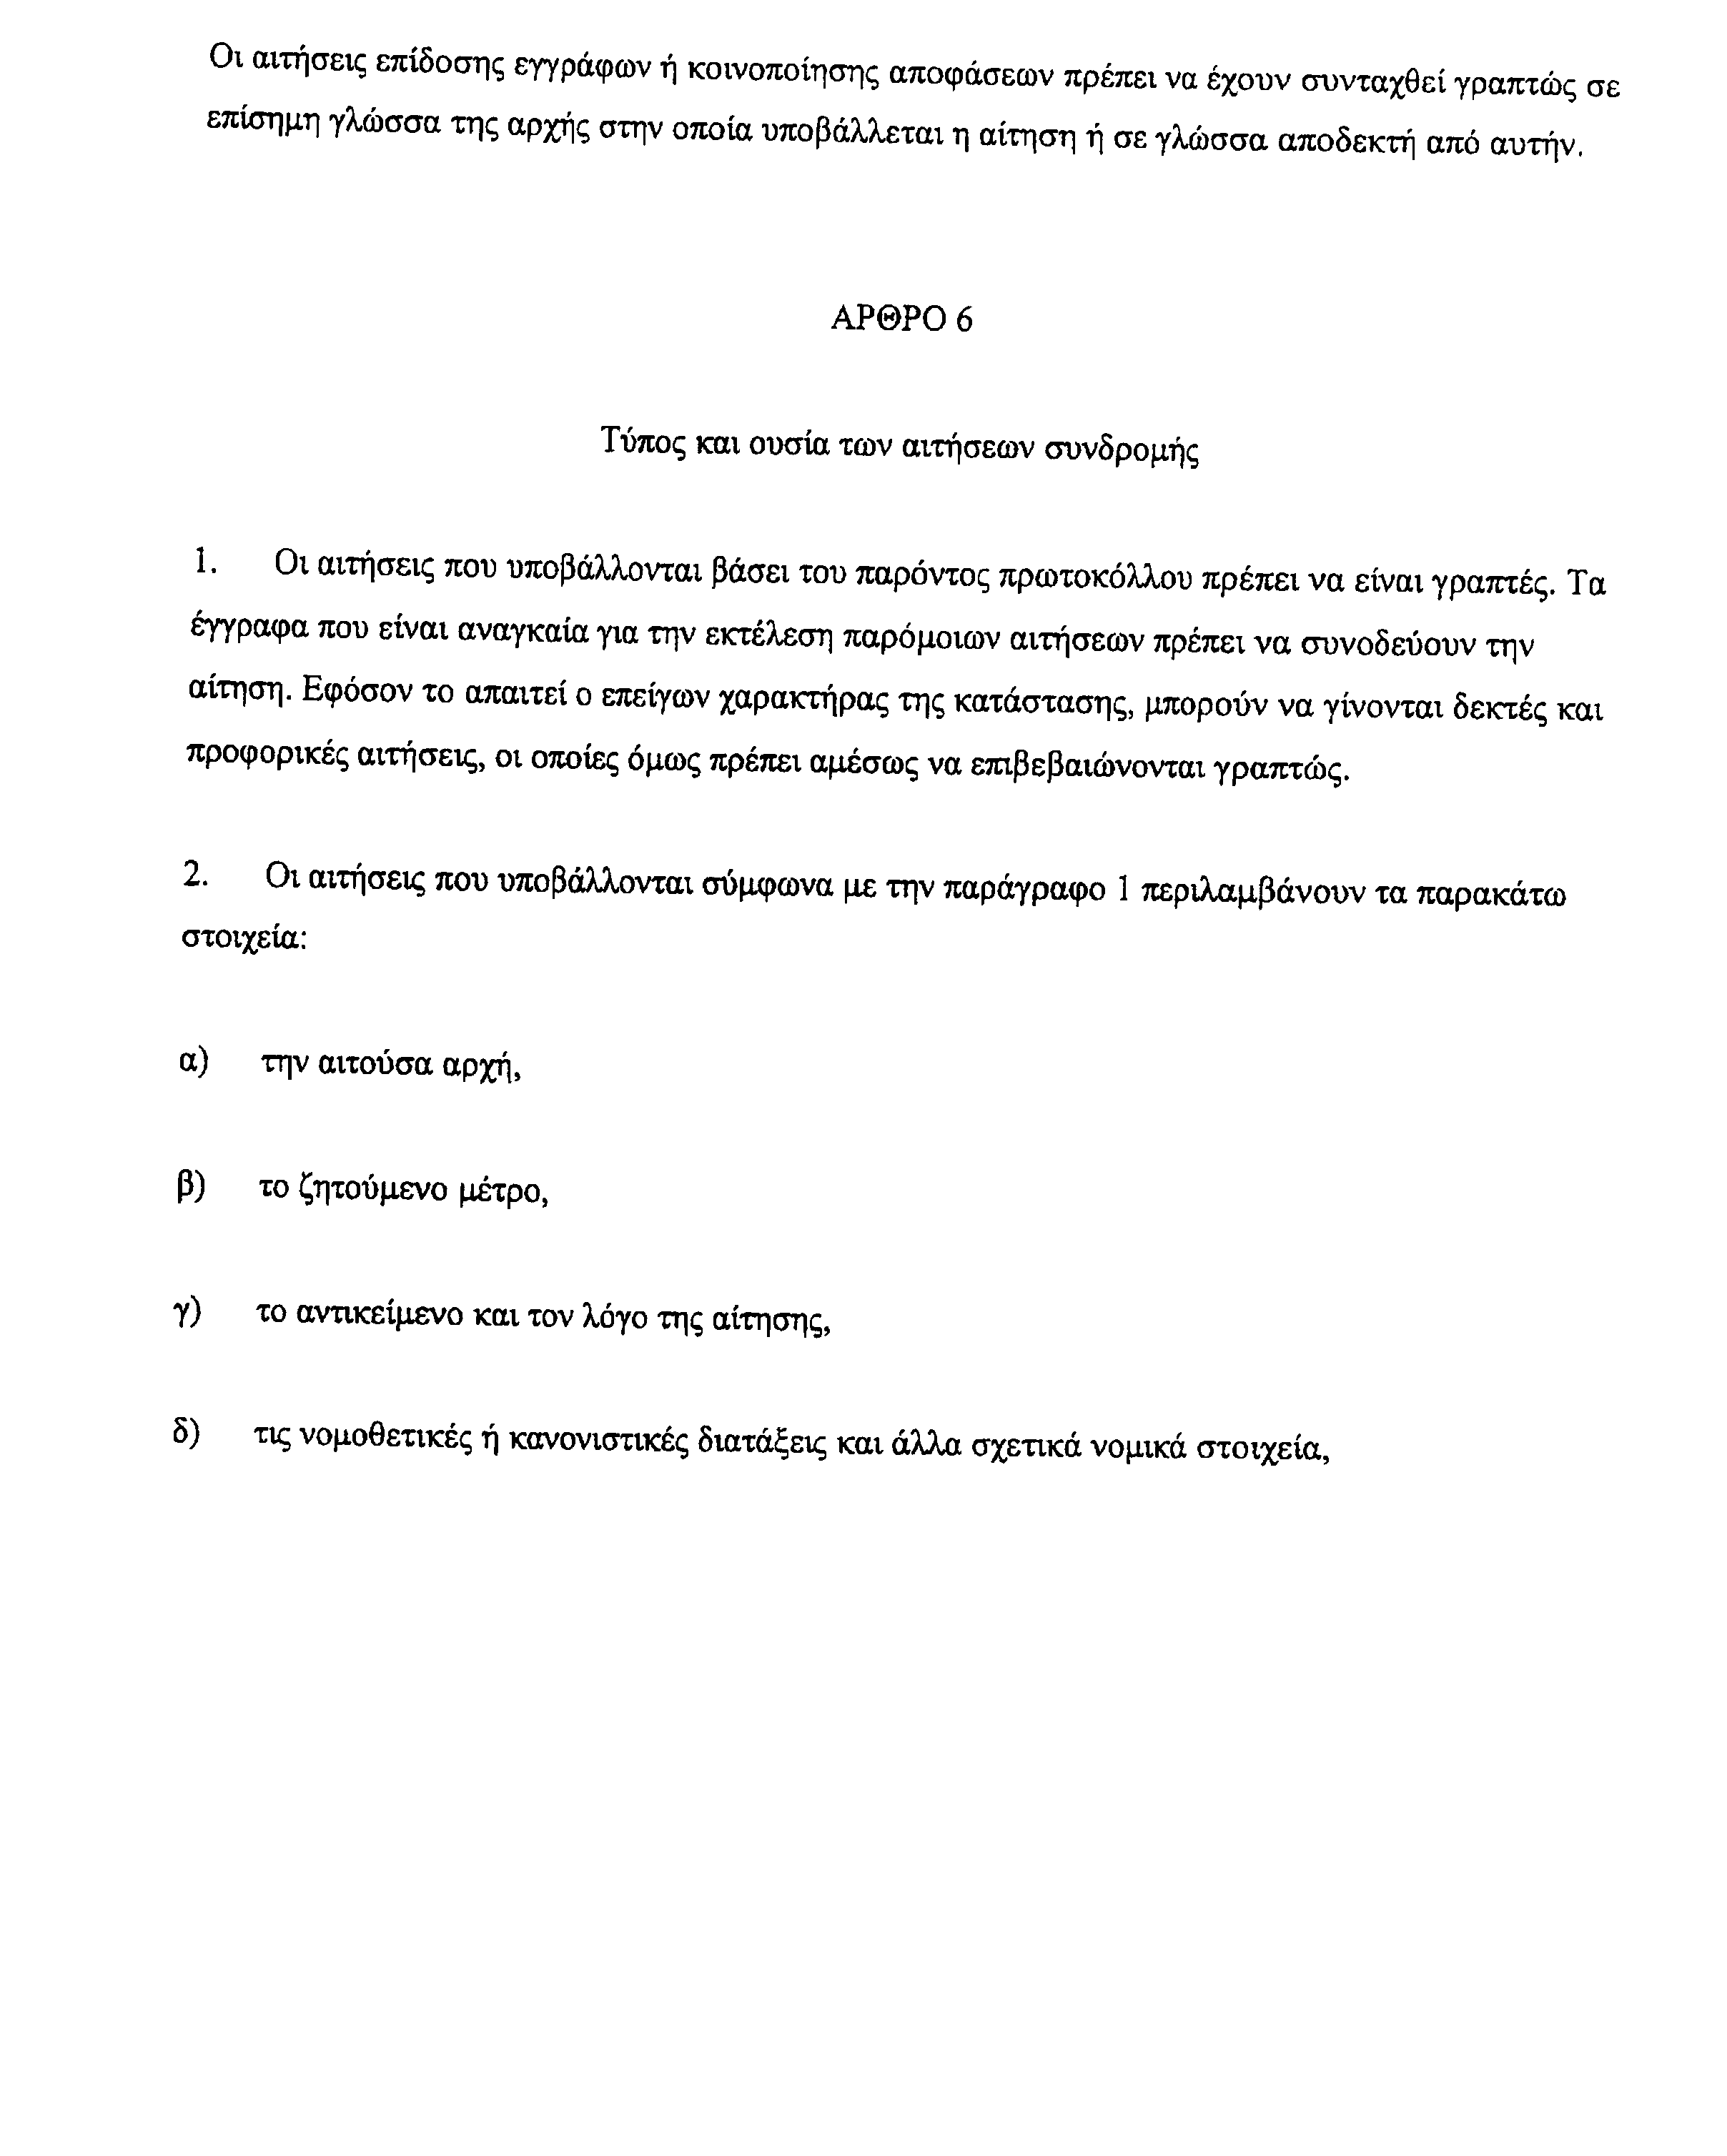 Οι αιτήσεις επίδοσης εγγράφων ή κοινοποίησης αποφάσεων πρέπει να έχουν συνταχθεί γραπτώς σε
επίσημη γλώσσα της αρχής στην οποία υποβάλλεται η αίτηση ή σε γλώσσα αποδεκτή από αυτήν.
ΑΡΘΡΟ 6
Τύπος και ουσία των αιτήσεων συνδρομής
1. Οι αιτήσεις που υποβάλλονται βάσει του παρόντος πρωτοκόλλου πρέπει να είναι γραπτές. Τα
έγγραφα που είναι αναγκαία για την εκτέλεση παρόμοιων αιτήσεων πρέπει να συνοδεύουν την
αίτηση. Εφόσον το απαιτεί ο επείγων χαρακτήρας της κατάστασης, μπορούν να γίνονται δεκτές και
προφορικές αιτήσεις, οι οποίες όμως πρέπει αμέσως να επιβεβαιώνονται γραπτώς.
2. Οι αιτήσεις που υποβάλλονται σύμφωνα με την παράγραφο 1 περιλαμβάνουν τα παρακάτω
στοιχεία:
α) την αιτούσα αρχή,
β) το ζητούμενο μέτρο,
γ) το αντικείμενο και τον λόγο της αίτησης,
δ) τις νομοθετικές ή κανονιστικές διατάξεις και άλλα σχετικά νομικά στοιχεία,